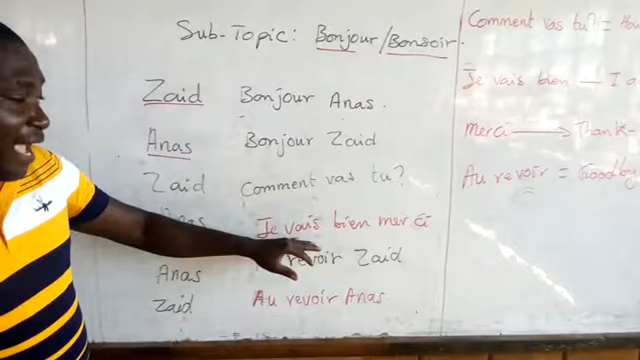 Sub-Topic: Bonjour/Bonsoir.
Zaid Bonjour Anas.
Anas Bonjour Zaid
Zaid Comment vas tu?
Anas Je vais bien merci
Anas revoir Zaid
Zaid Au revoir Anas
Comment vas tu? =
Je vais bien — I
merci → Thank
Au revoir = Goodby